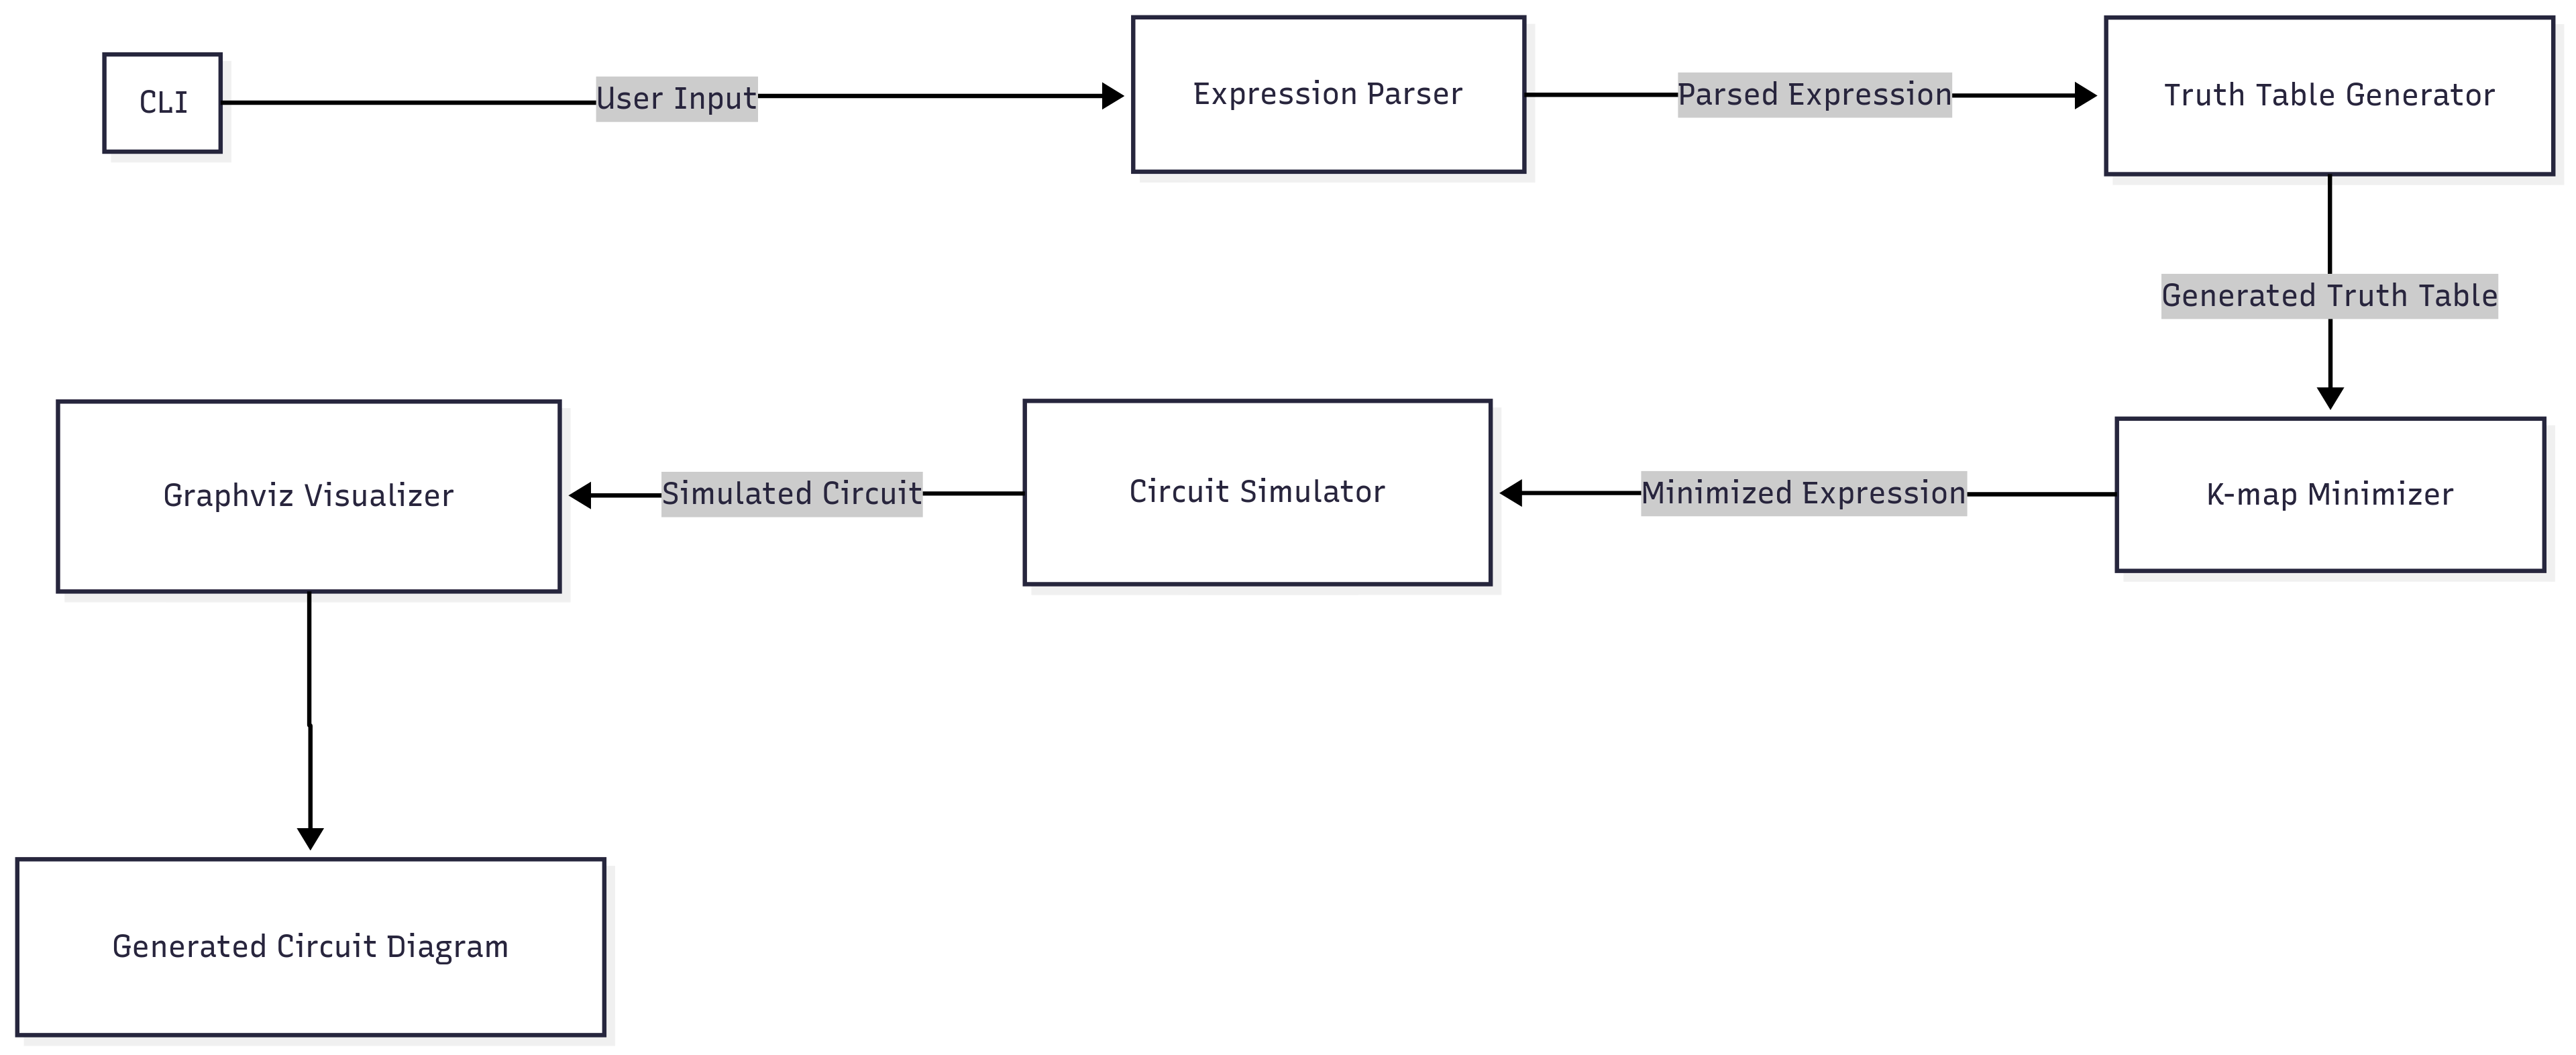 CLI
User Input
Expression Parser
Parsed Expression
Truth Table Generator
Generated Truth Table
K-map Minimizer
Minimized Expression
Circuit Simulator
Simulated Circuit
Graphviz Visualizer
Generated Circuit Diagram